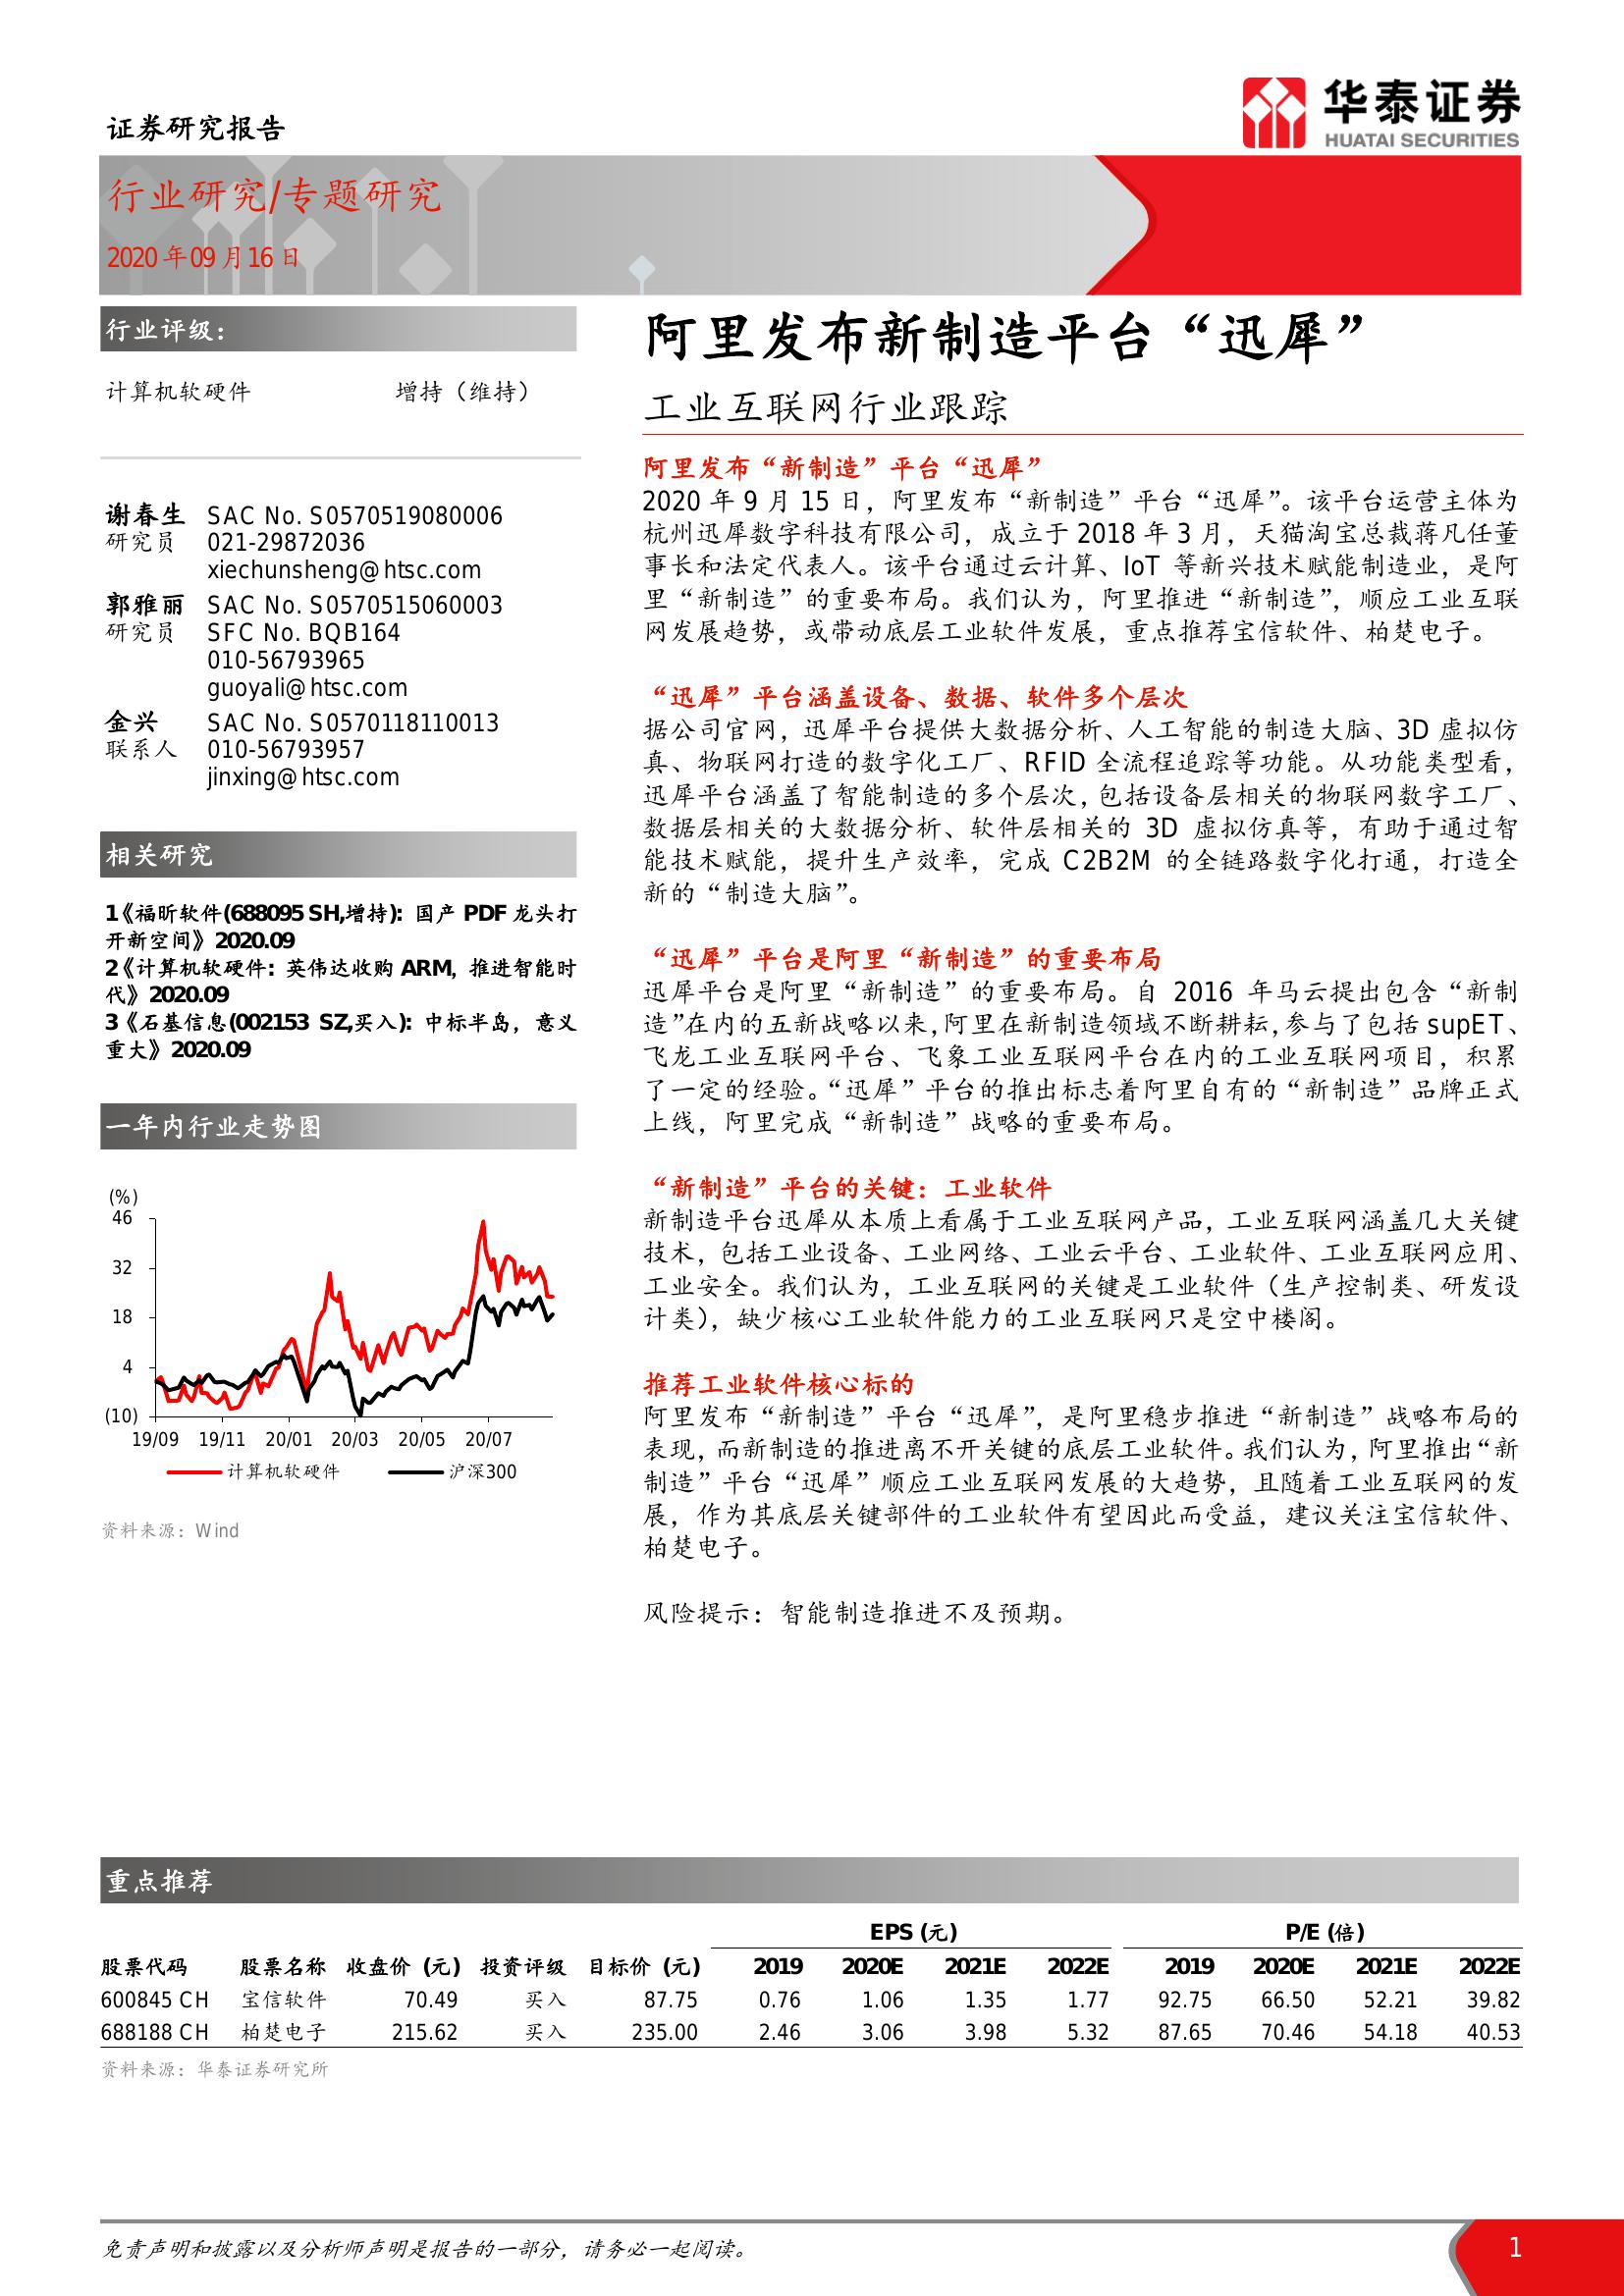 证券研究报告
华泰证券
HUATAI SECURITIES
行业研究/专题研究
2020年09月16日
行业评级：
计算机软硬件 增持（维持）
谢春生 SAC No. S0570519080006
研究员 021-29872036
xiechunsheng@htsc.com
郭雅丽 SAC No. S0570515060003
研究员 SFC No. BQB164
010-56793965
guoyali@htsc.com
金兴 SAC No. S0570118110013
联系人 010-56793957
jinxing@htsc.com
相关研究
1《福昕软件(688095 SH,增持)：国产 PDF 龙头打
开新空间》2020.09
2《计算机软硬件：英伟达收购 ARM，推进智能时
代》2020.09
3《石基信息(002153 SZ,买入)：中标半岛，意义
重大》2020.09
一年内行业走势图
(%)
46
32
18
4
(10)
19/09 19/11 20/01 20/03 20/05 20/07
计算机软硬件 沪深300
资料来源：Wind
阿里发布新制造平台“迅犀”
工业互联网行业跟踪
阿里发布“新制造”平台“迅犀”
2020 年 9 月 15 日，阿里发布“新制造”平台“迅犀”。该平台运营主体为
杭州迅犀数字科技有限公司，成立于 2018 年 3 月，天猫淘宝总裁蒋凡任董
事长和法定代表人。该平台通过云计算、IoT 等新兴技术赋能制造业，是阿
里“新制造”的重要布局。我们认为，阿里推进“新制造”，顺应工业互联
网发展趋势，或带动底层工业软件发展，重点推荐宝信软件、柏楚电子。
“迅犀”平台涵盖设备、数据、软件多个层次
据公司官网，迅犀平台提供大数据分析、人工智能的制造大脑、3D 虚拟仿
真、物联网打造的数字化工厂、RFID 全流程追踪等功能。从功能类型看，
迅犀平台涵盖了智能制造的多个层次，包括设备层相关的物联网数字工厂、
数据层相关的大数据分析、软件层相关的 3D 虚拟仿真等，有助于通过智
能技术赋能，提升生产效率，完成 C2B2M 的全链路数字化打通，打造全
新的“制造大脑”。
“迅犀”平台是阿里“新制造”的重要布局
迅犀平台是阿里“新制造”的重要布局。自 2016 年马云提出包含“新制
造”在内的五新战略以来，阿里在新制造领域不断耕耘，参与了包括 supET、
飞龙工业互联网平台、飞象工业互联网平台在内的工业互联网项目，积累
了一定的经验。“迅犀”平台的推出标志着阿里自有的“新制造”品牌正式
上线，阿里完成“新制造”战略的重要布局。
“新制造”平台的关键：工业软件
新制造平台迅犀从本质上看属于工业互联网产品，工业互联网涵盖几大关键
技术，包括工业设备、工业网络、工业云平台、工业软件、工业互联网应用、
工业安全。我们认为，工业互联网的关键是工业软件（生产控制类、研发设
计类），缺少核心工业软件能力的工业互联网只是空中楼阁。
推荐工业软件核心标的
阿里发布“新制造”平台“迅犀”，是阿里稳步推进“新制造”战略布局的
表现，而新制造的推进离不开关键的底层工业软件。我们认为，阿里推出“新
制造”平台“迅犀”顺应工业互联网发展的大趋势，且随着工业互联网的发
展，作为其底层关键部件的工业软件有望因此而受益，建议关注宝信软件、
柏楚电子。
风险提示：智能制造推进不及预期。
重点推荐
EPS (元) P/E (倍)
股票代码 股票名称 收盘价 (元) 投资评级 目标价 (元) 2019 2020E 2021E 2022E 2019 2020E 2021E 2022E
600845 CH 宝信软件 70.49 买入 87.75 0.76 1.06 1.35 1.77 92.75 66.50 52.21 39.82
688188 CH 柏楚电子 215.62 买入 235.00 2.46 3.06 3.98 5.32 87.65 70.46 54.18 40.53
资料来源：华泰证券研究所
免责声明和披露以及分析师声明是报告的一部分，请务必一起阅读。 1